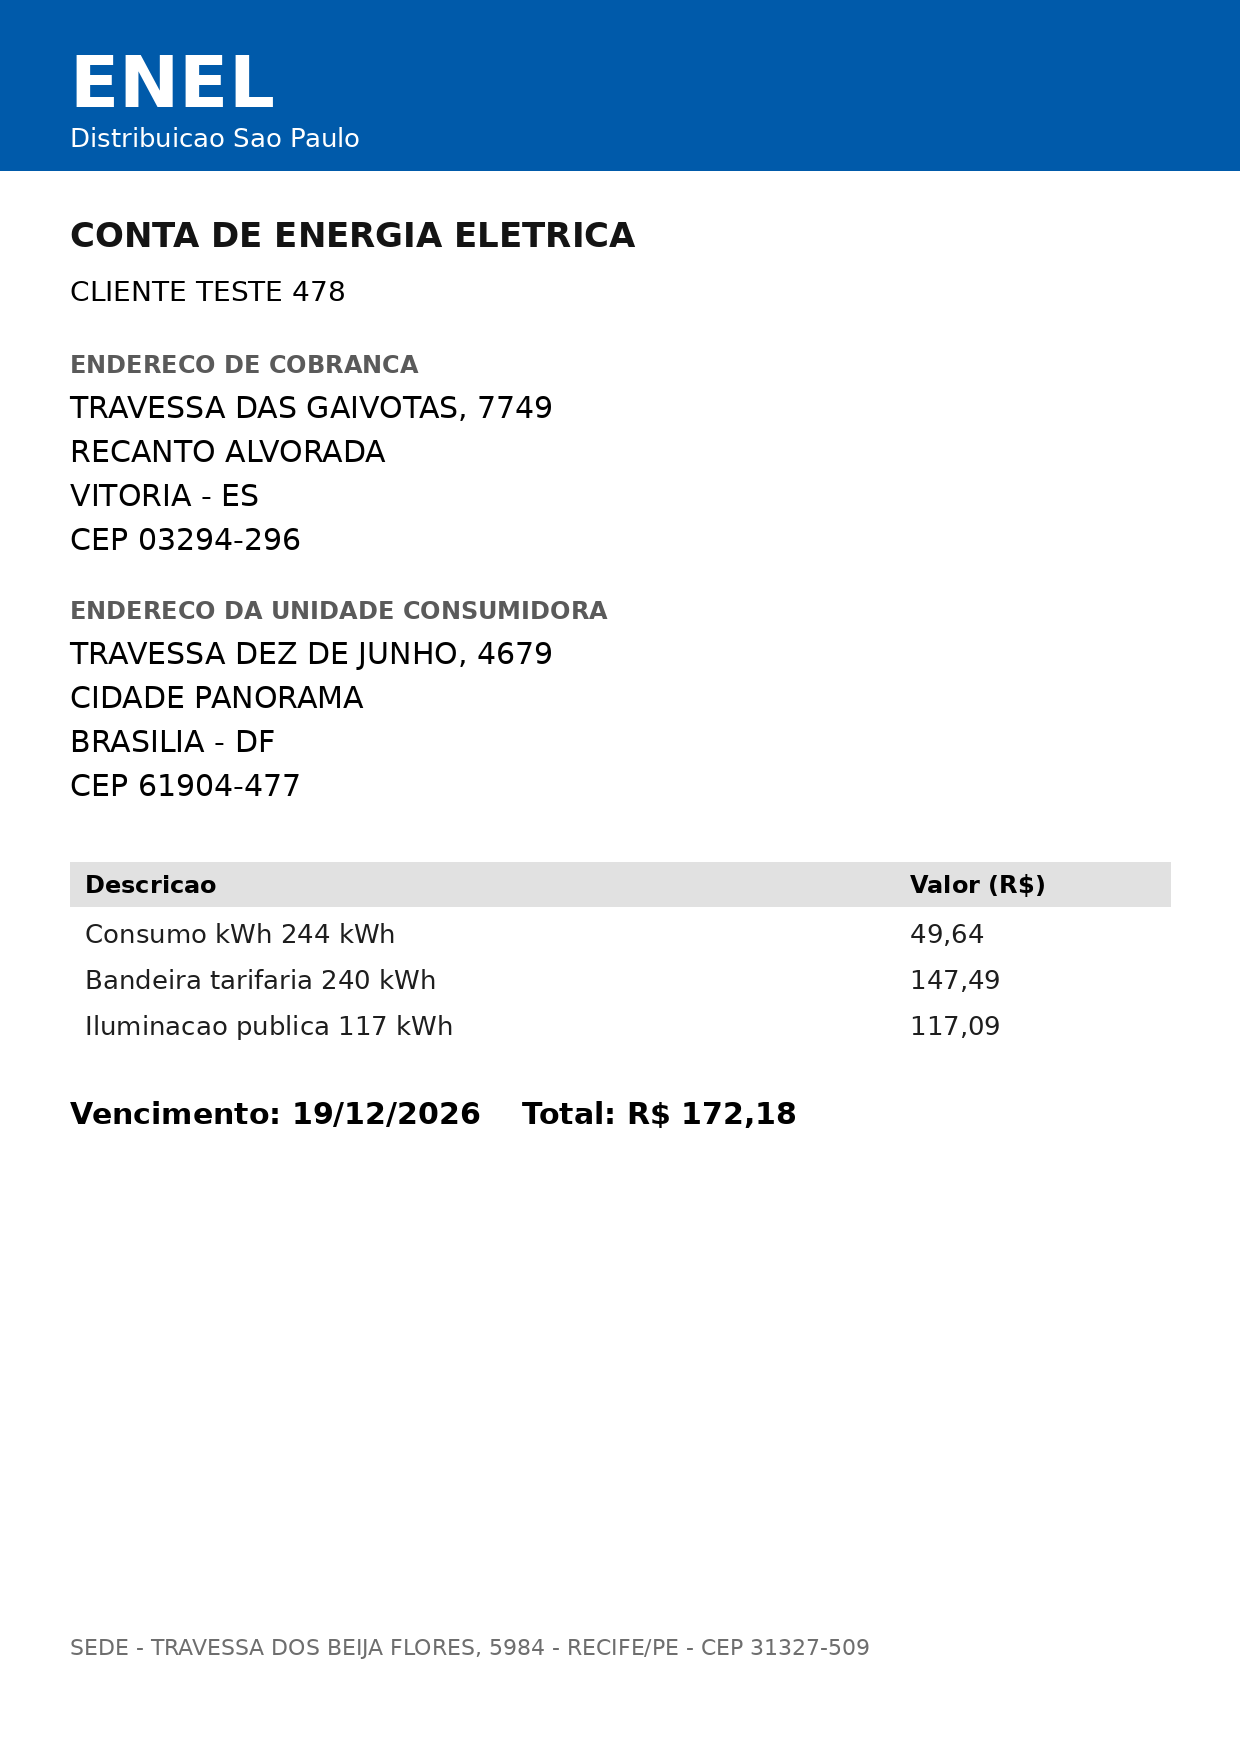 ENEL
Distribuicao Sao Paulo
CONTA DE ENERGIA ELETRICA
CLIENTE TESTE 478
ENDERECO DE COBRANCA
TRAVESSA DAS GAIVOTAS, 7749
RECANTO ALVORADA
VITORIA - ES
CEP 03294-296
ENDERECO DA UNIDADE CONSUMIDORA
TRAVESSA DEZ DE JUNHO, 4679
CIDADE PANORAMA
BRASILIA - DF
CEP 61904-477
Descricao Valor (R$)
Consumo kWh 244 kWh 49,64
Bandeira tarifaria 240 kWh 147,49
Iluminacao publica 117 kWh 117,09
Vencimento: 19/12/2026 Total: R$ 172,18
SEDE - TRAVESSA DOS BEIJA FLORES, 5984 - RECIFE/PE - CEP 31327-509